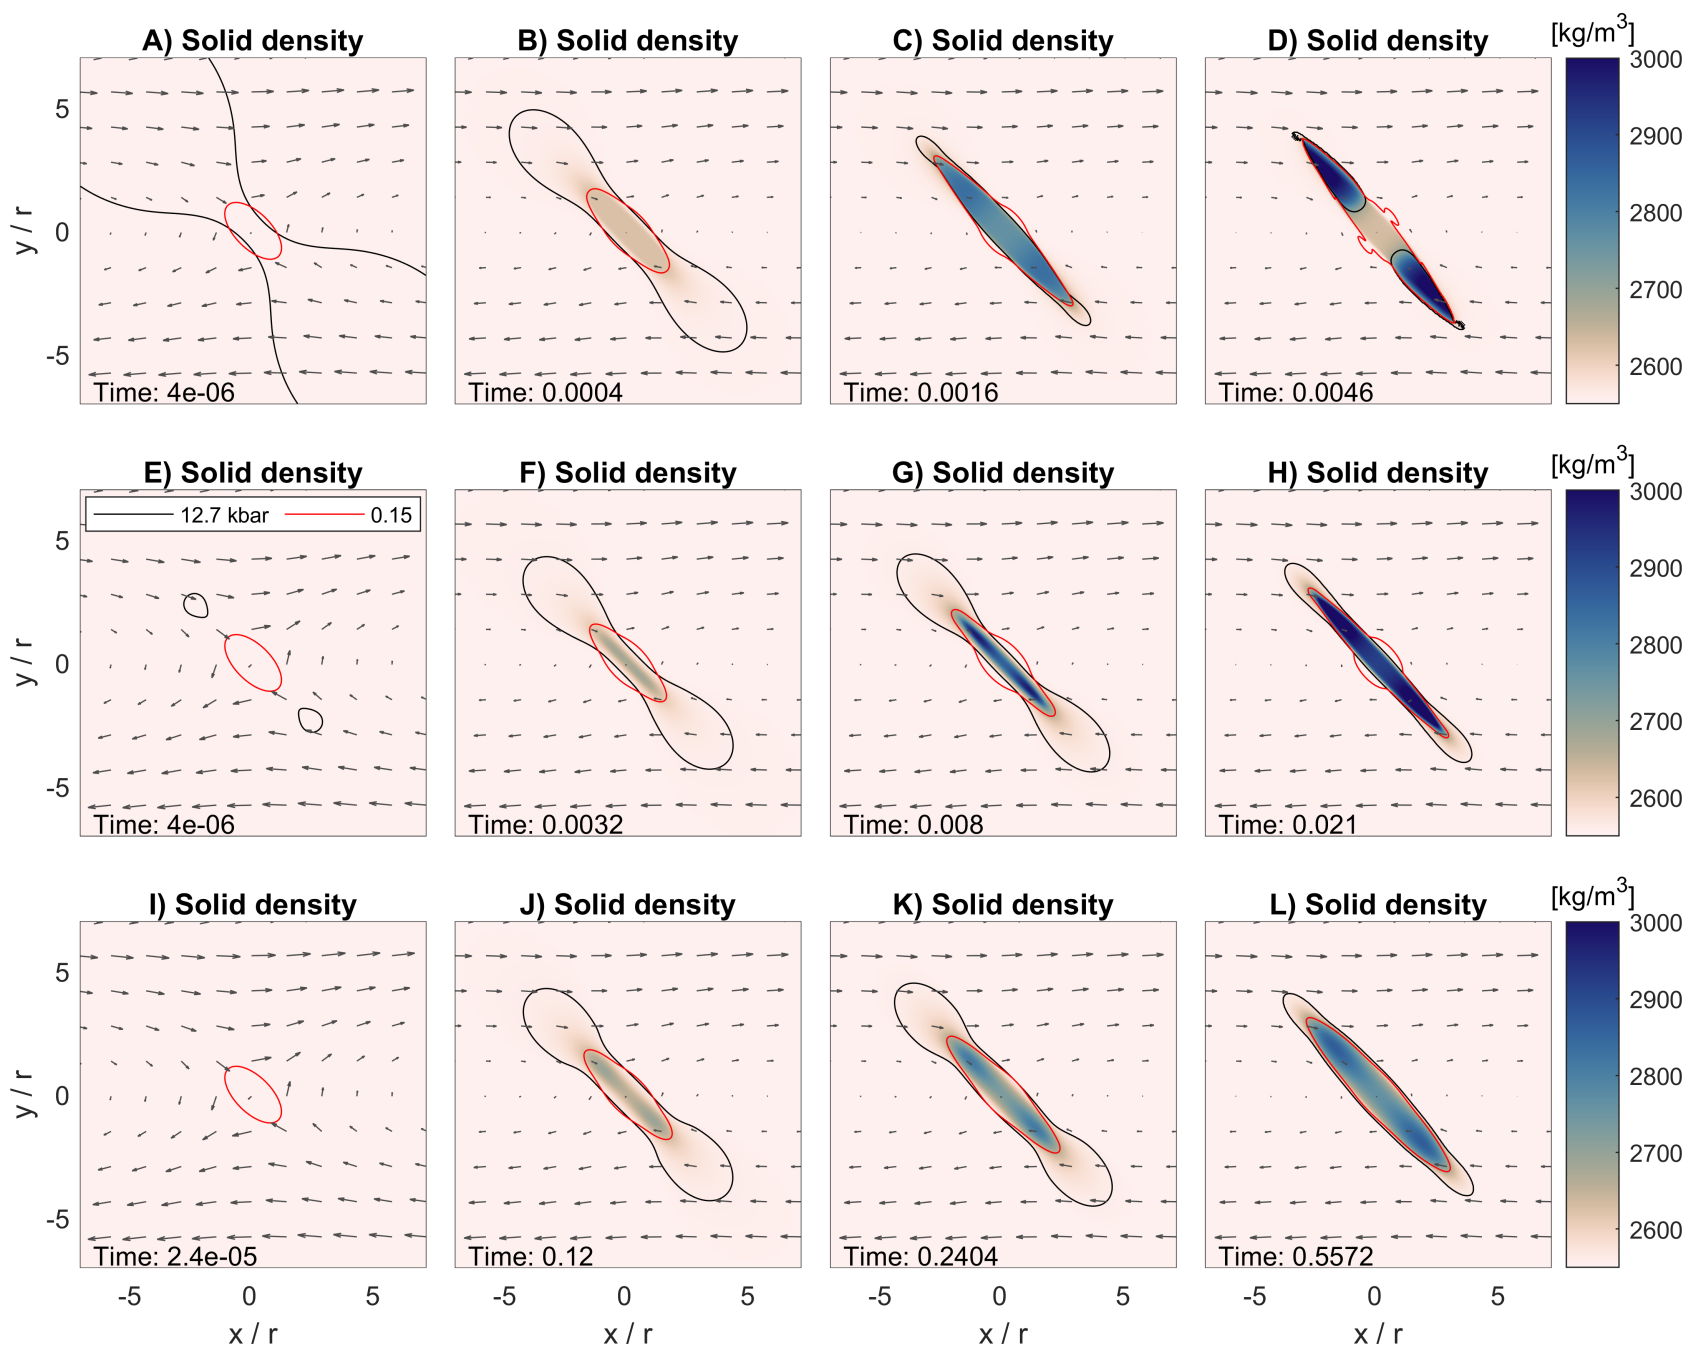 A) Solid density B) Solid density C) Solid density D) Solid density [kg/m3]
3000
2900
2800
2700
2600
5
0
-5
y / r
Time: 4e-06 Time: 0.0004 Time: 0.0016 Time: 0.0046
E) Solid density F) Solid density G) Solid density H) Solid density [kg/m3]
12.7 kbar 0.15
3000
2900
2800
2700
2600
5
0
-5
y / r
Time: 4e-06 Time: 0.0032 Time: 0.008 Time: 0.021
I) Solid density J) Solid density K) Solid density L) Solid density [kg/m3]
3000
2900
2800
2700
2600
5
0
-5
y / r
Time: 2.4e-05 Time: 0.12 Time: 0.2404 Time: 0.5572
-5 0 5 -5 0 5 -5 0 5 -5 0 5
x / r x / r x / r x / r